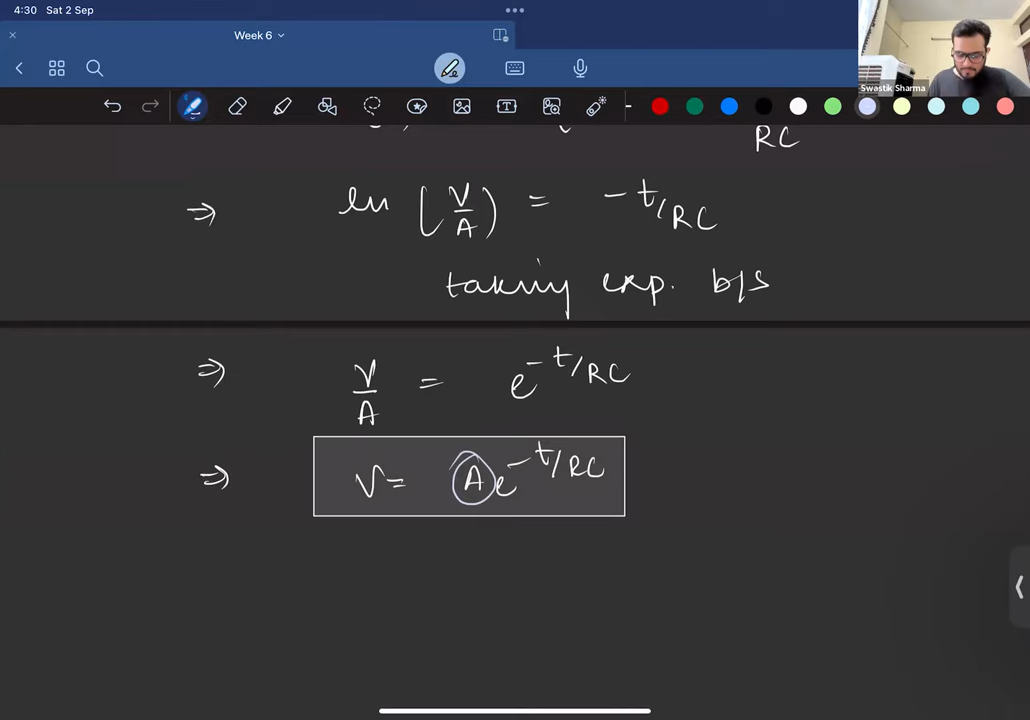 4:30 Sat 2 Sep
Week 6
Swastik Sharma
RC
⇒ ln (V/A) = -t/RC
taking exp. b/s
⇒ V/A = e^-t/RC
⇒ V = A e^-t/RC